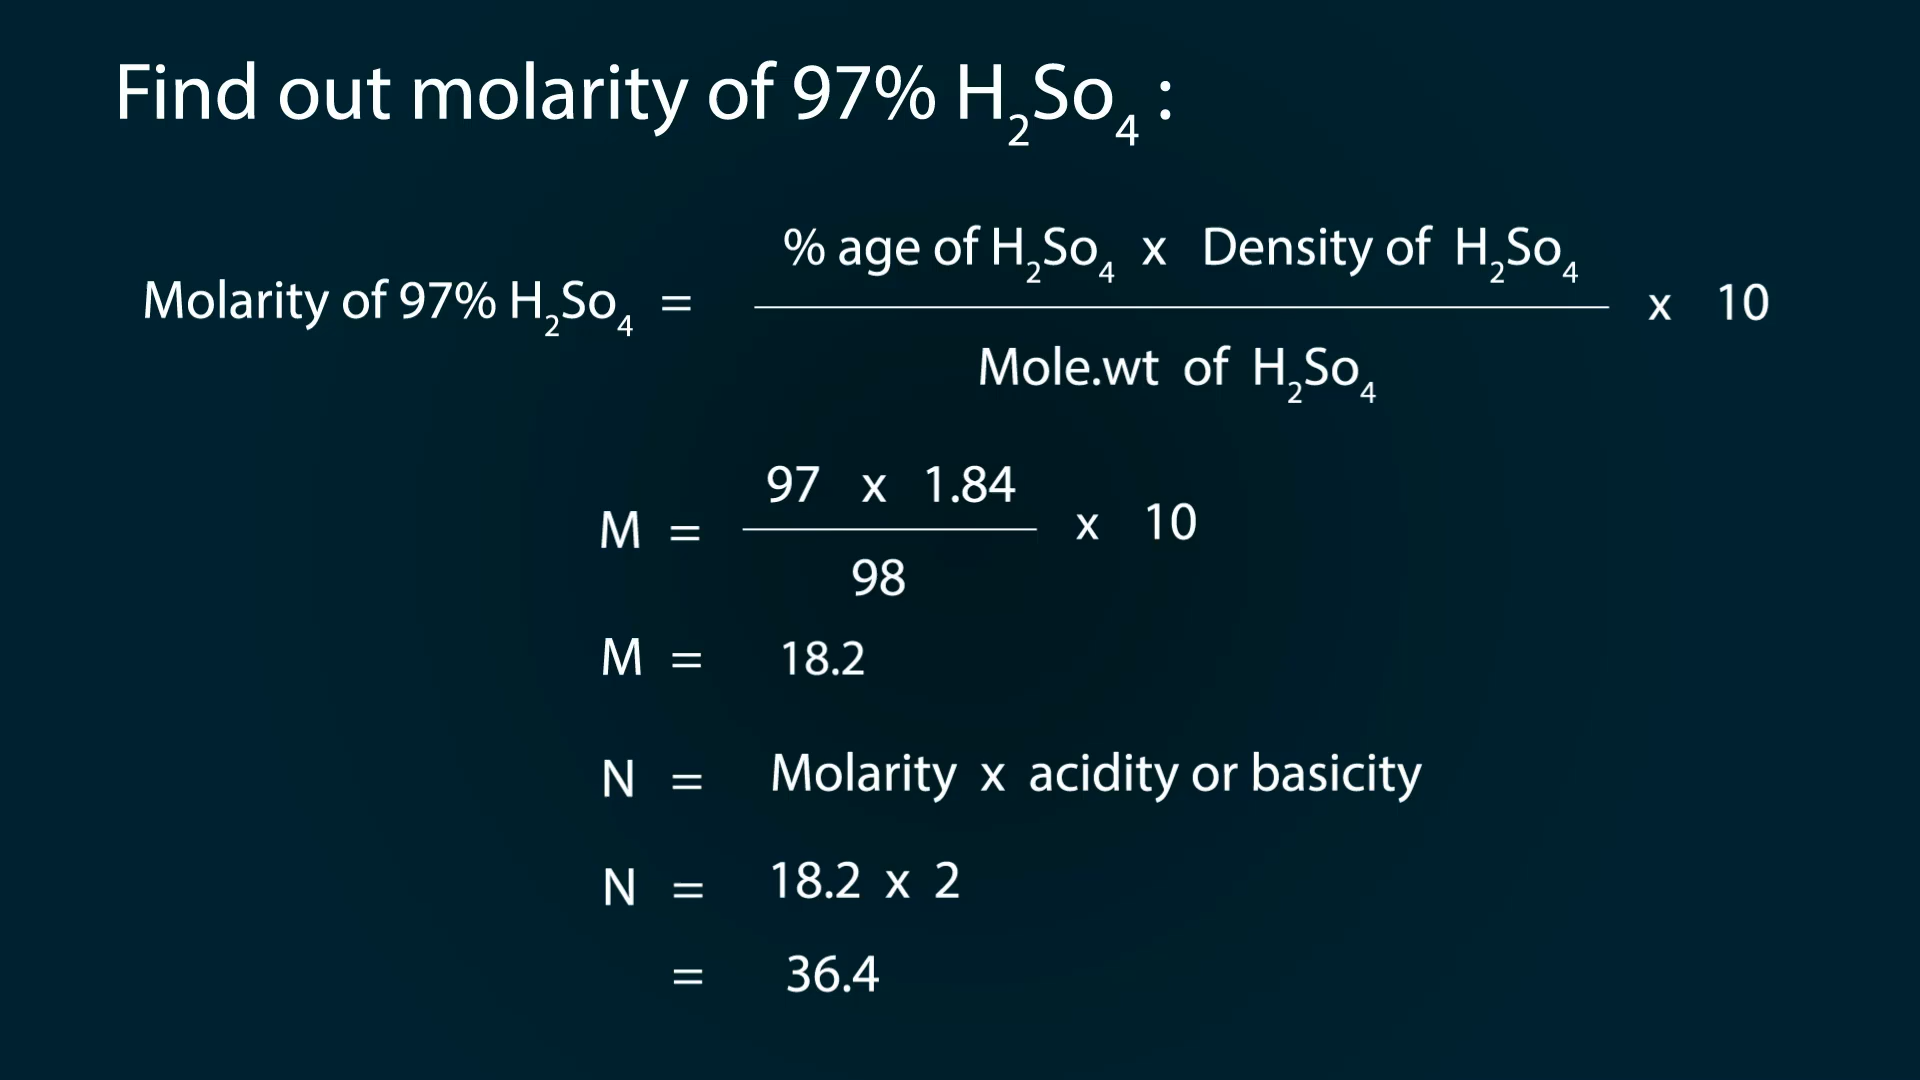 Find out molarity of 97% H₂So₄ :
% age of H₂So₄ x Density of H₂So₄
Molarity of 97% H₂So₄ = x 10
Mole.wt of H₂So₄
97 x 1.84
M = x 10
98
M = 18.2
N = Molarity x acidity or basicity
N = 18.2 x 2
= 36.4